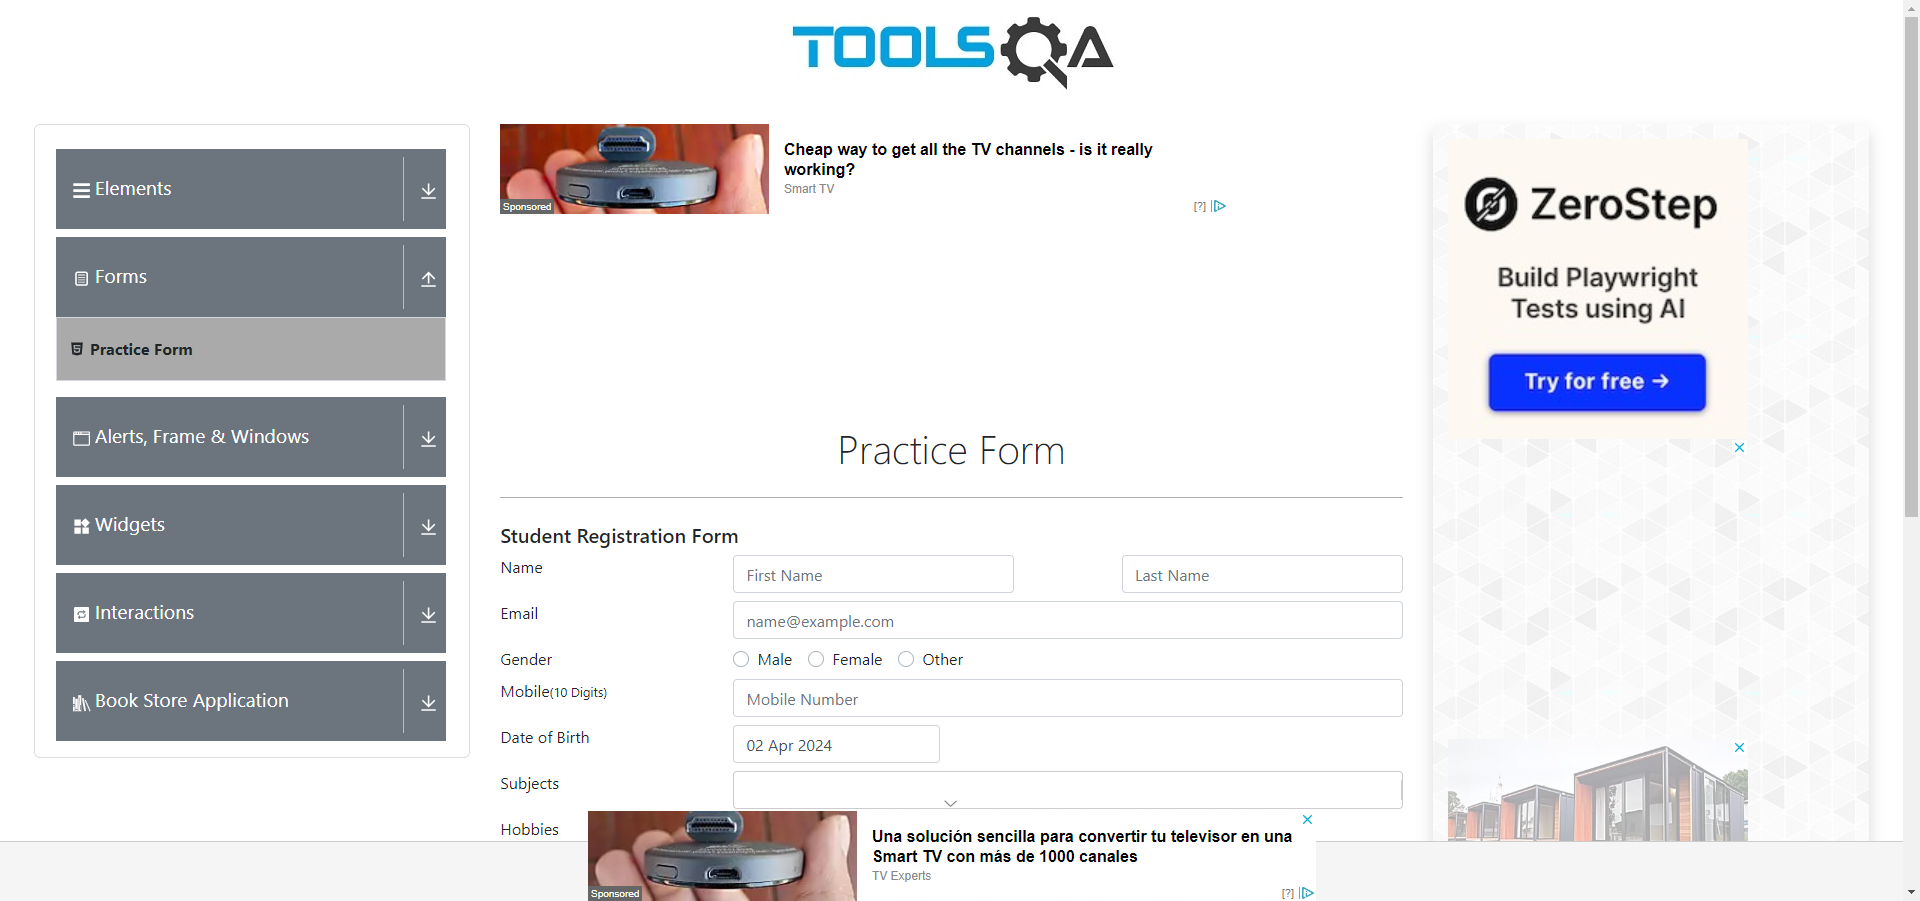 TOOLSQA
Elements
Forms
Practice Form
Alerts, Frame & Windows
Widgets
Interactions
Book Store Application
Sponsored
Cheap way to get all the TV channels - is it really
working?
Smart TV
[?]
Practice Form
Student Registration Form
Name
First Name
Last Name
Email
name@example.com
Gender
Male
Female
Other
Mobile(10 Digits)
Mobile Number
Date of Birth
02 Apr 2024
Subjects
Hobbies
Sponsored
Una solución sencilla para convertir tu televisor en una
Smart TV con más de 1000 canales
TV Experts
[?]
ZeroStep
Build Playwright
Tests using AI
Try for free →